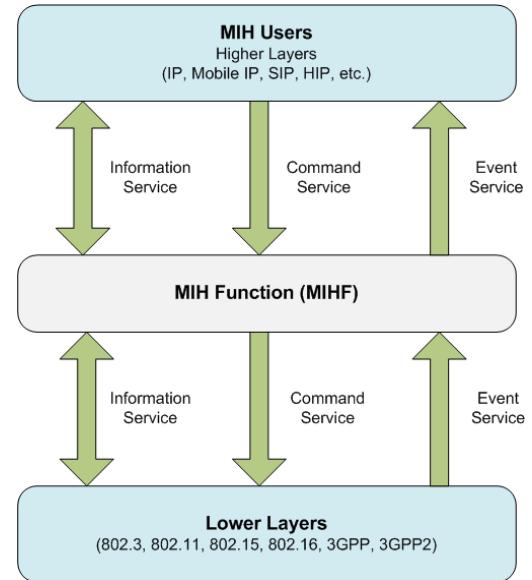 MIH Users
Higher Layers
(IP, Mobile IP, SIP, HIP, etc.)
Information
Service
Command
Service
Event
Service
MIH Function (MIHF)
Information
Service
Command
Service
Event
Service
Lower Layers
(802.3, 802.11, 802.15, 802.16, 3GPP, 3GPP2)